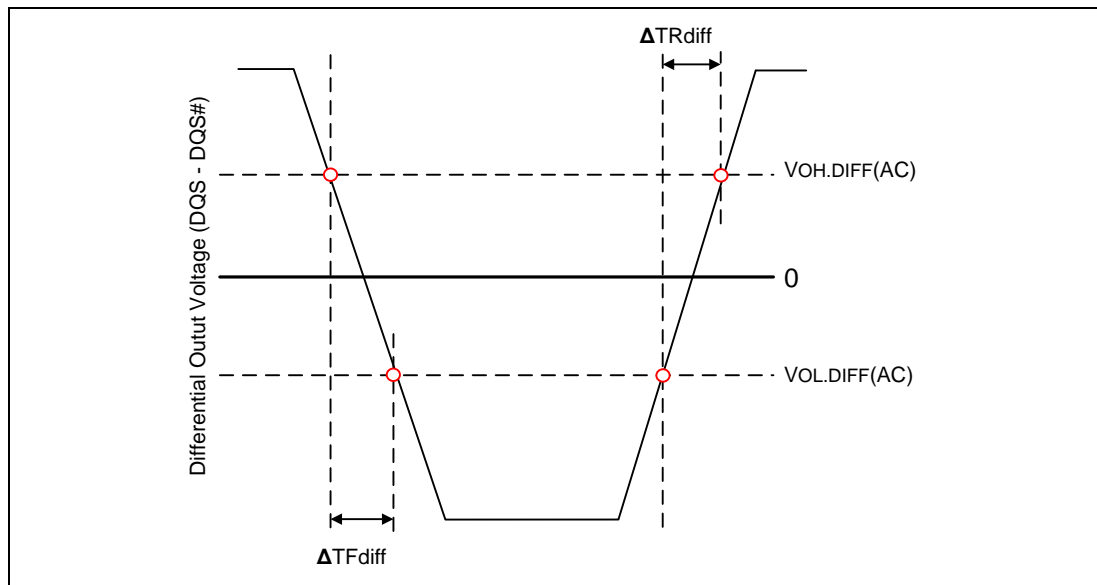 ΔTRdiff
Differential Outut Voltage (DQS - DQS#)
VOH.DIFF(AC)
0
VOL.DIFF(AC)
ΔTFdiff